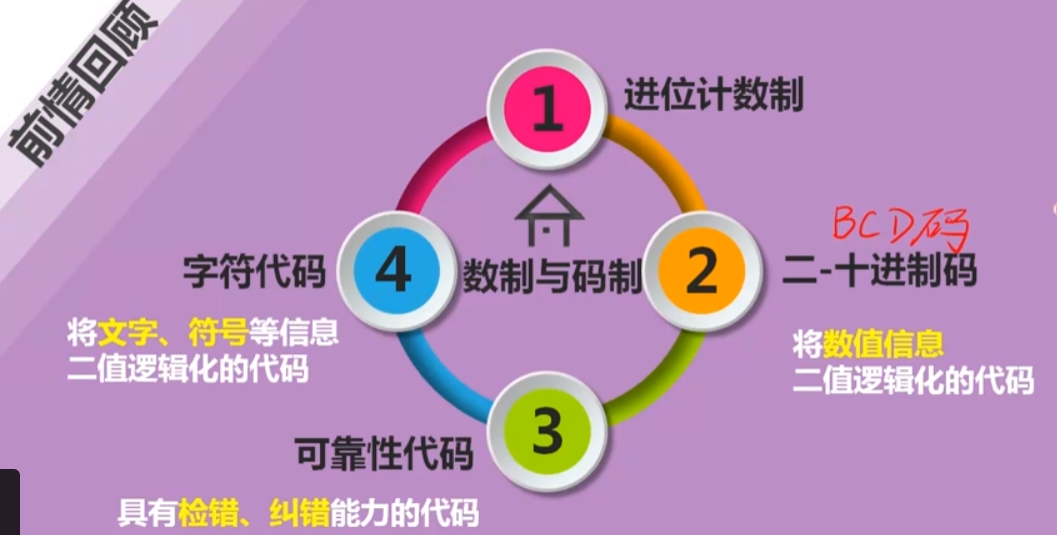 前情回顾
1
进位计数制
BCD码
2
二-十进制码
将数值信息
二值逻辑化的代码
数制与码制
4
字符代码
将文字、符号等信息
二值逻辑化的代码
3
可靠性代码
具有检错、纠错能力的代码